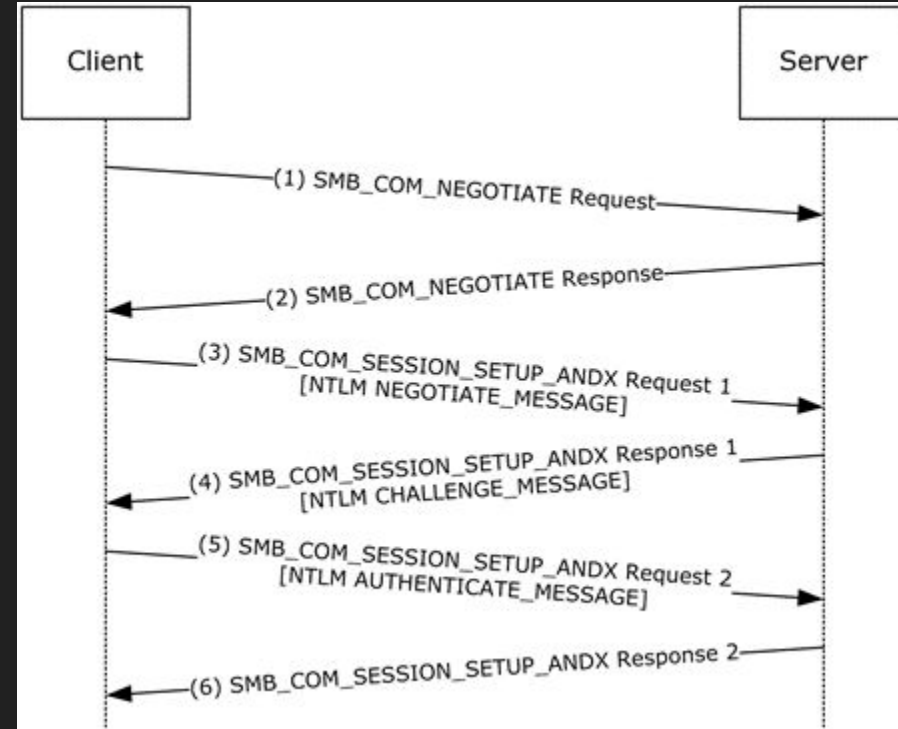 Client
Server
(1) SMB_COM_NEGOTIATE Request
(2) SMB_COM_NEGOTIATE Response
(3) SMB_COM_SESSION_SETUP_ANDX Request 1
[NTLM NEGOTIATE_MESSAGE]
(4) SMB_COM_SESSION_SETUP_ANDX Response 1
[NTLM CHALLENGE_MESSAGE]
(5) SMB_COM_SESSION_SETUP_ANDX Request 2
[NTLM AUTHENTICATE_MESSAGE]
(6) SMB_COM_SESSION_SETUP_ANDX Response 2